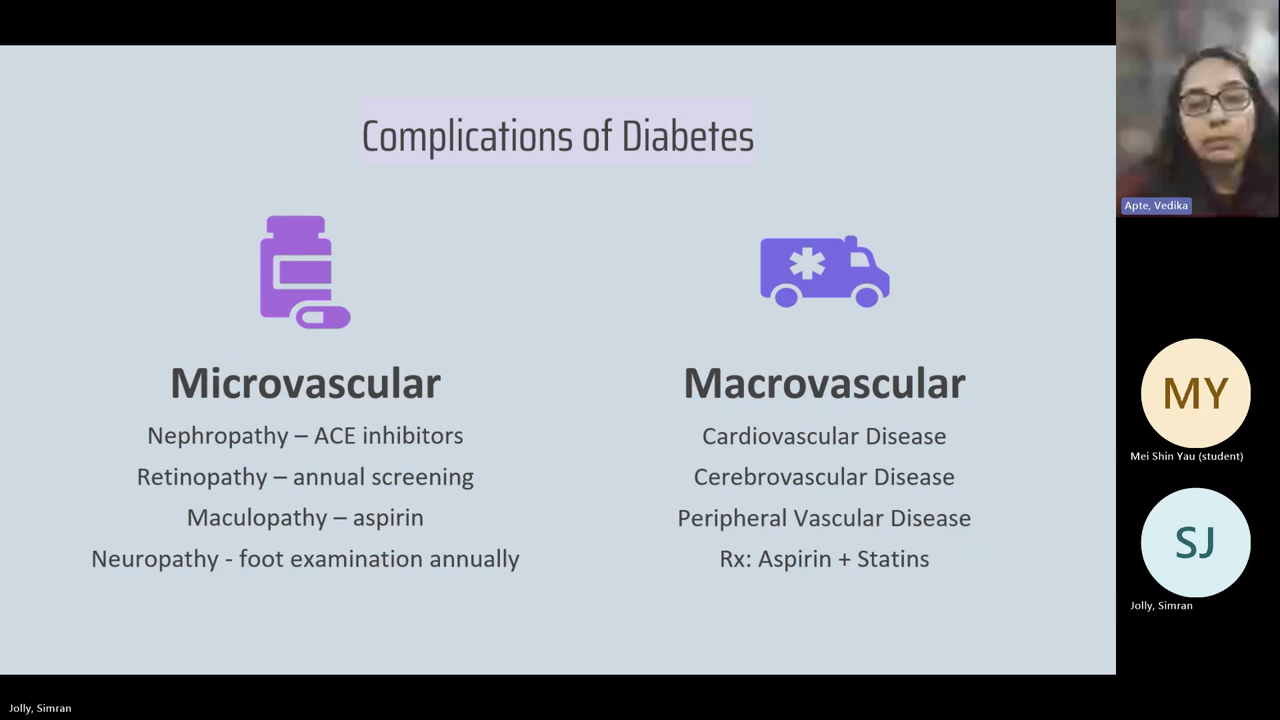 Complications of Diabetes
Microvascular
Nephropathy – ACE inhibitors
Retinopathy – annual screening
Maculopathy – aspirin
Neuropathy - foot examination annually
Macrovascular
Cardiovascular Disease
Cerebrovascular Disease
Peripheral Vascular Disease
Rx: Aspirin + Statins
Apte, Vedika
MY
Mei Shin Yau (student)
SJ
Jolly, Simran
Jolly, Simran